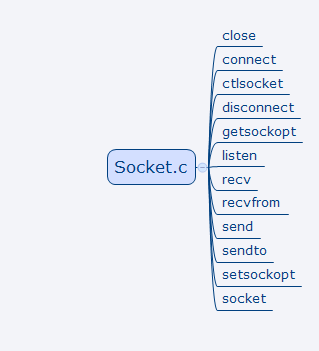 close
connect
ctlsocket
disconnect
getsockopt
listen
Socket.c
recv
recvfrom
send
sendto
setsockopt
socket